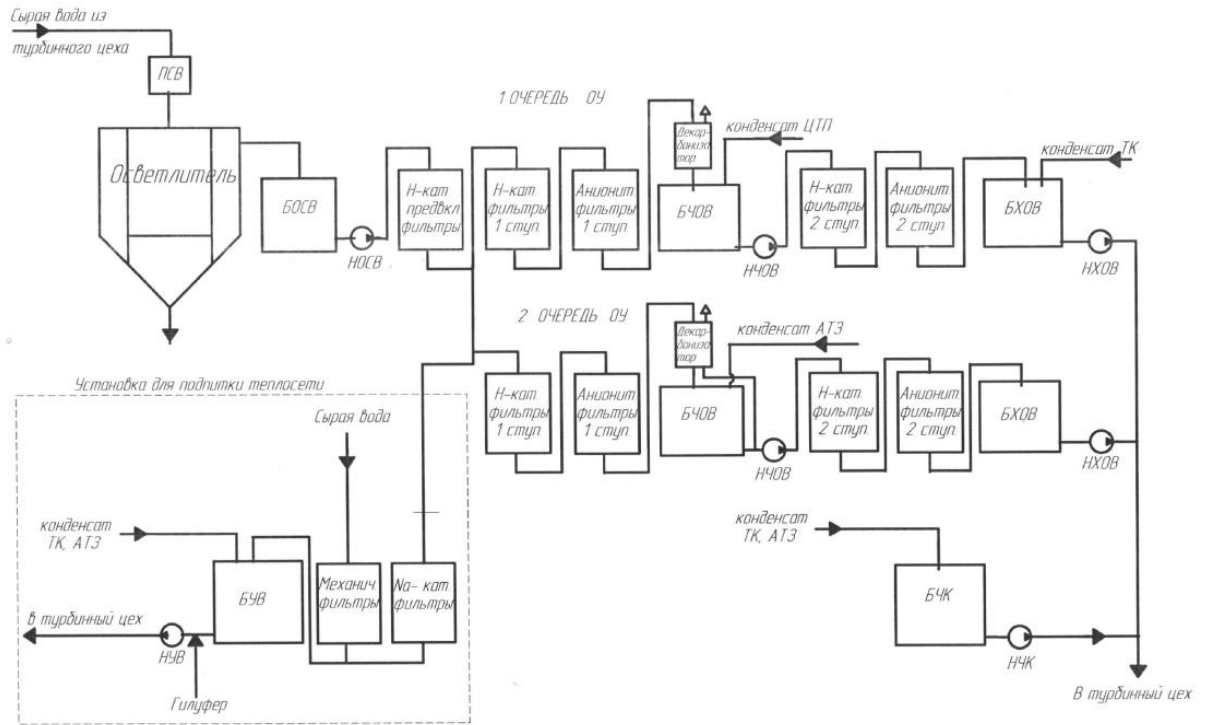 Сырая вода из
турбинного цеха
ПСВ
1 ОЧЕРЕДЬ ОУ
Осветлитель
БОСВ
НОСВ
Н-кат
предвкл
фильтры
Н-кат.
фильтры
1 ступ.
Анионит.
фильтры
1 ступ.
Декар-
бониза
тор
конденсат ЦТП
БЧОВ
НЧОВ
Н-кат.
фильтры
2 ступ.
Анионит.
фильтры
2 ступ.
конденсат ТК
БХОВ
НХОВ
2 ОЧЕРЕДЬ ОУ
Н-кат.
фильтры
1 ступ.
Анионит.
фильтры
1 ступ.
Декар-
бониза
тор
конденсат АТЗ
БЧОВ
НЧОВ
Н-кат.
фильтры
2 ступ.
Анионит.
фильтры
2 ступ.
БХОВ
НХОВ
Установка для подпитки теплосети
Сырая вода
конденсат
ТК, АТЗ
БУВ
Механич.
фильтры
Na- кат.
фильтры
в турбинный цех
НУВ
Гилуфер
конденсат
ТК, АТЗ
БЧК
НЧК
В турбинный цех